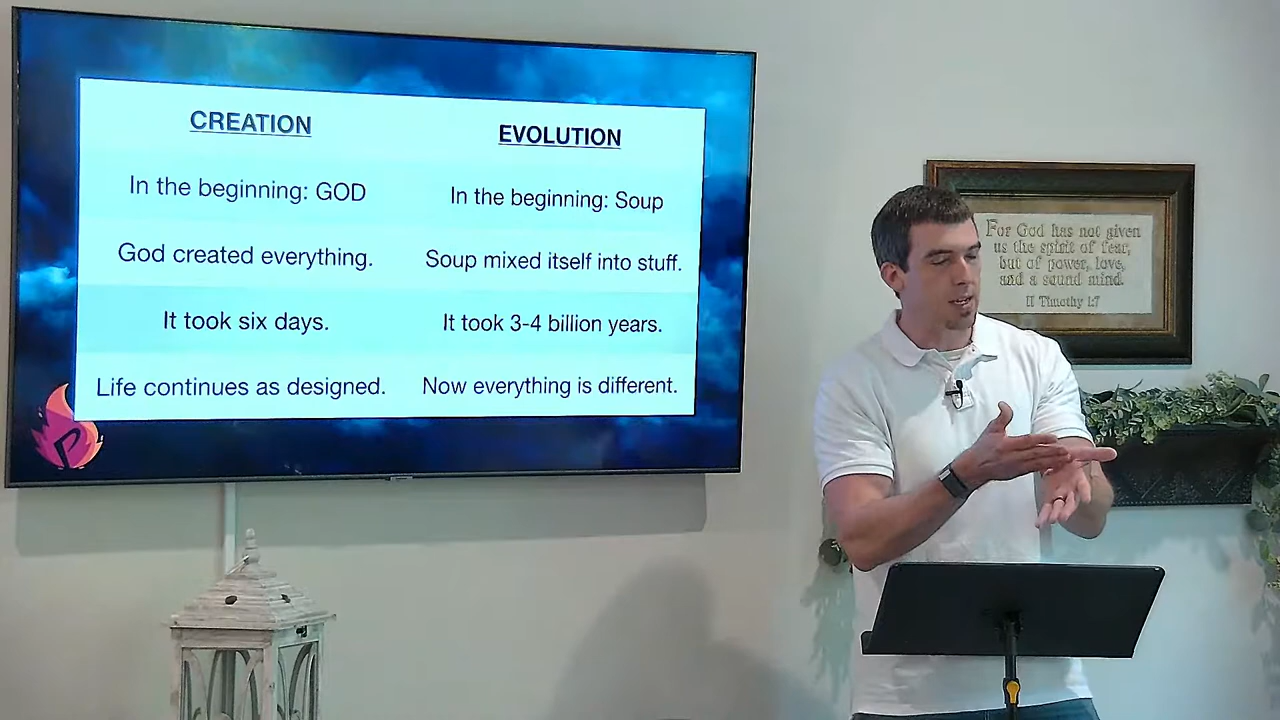 CREATION
EVOLUTION
In the beginning: GOD
In the beginning: Soup
God created everything.
Soup mixed itself into stuff.
It took six days.
It took 3-4 billion years.
Life continues as designed.
Now everything is different.
P
For God has not given
us the spirit of fear,
but of power, love,
and a sound mind.
II Timothy 1:7